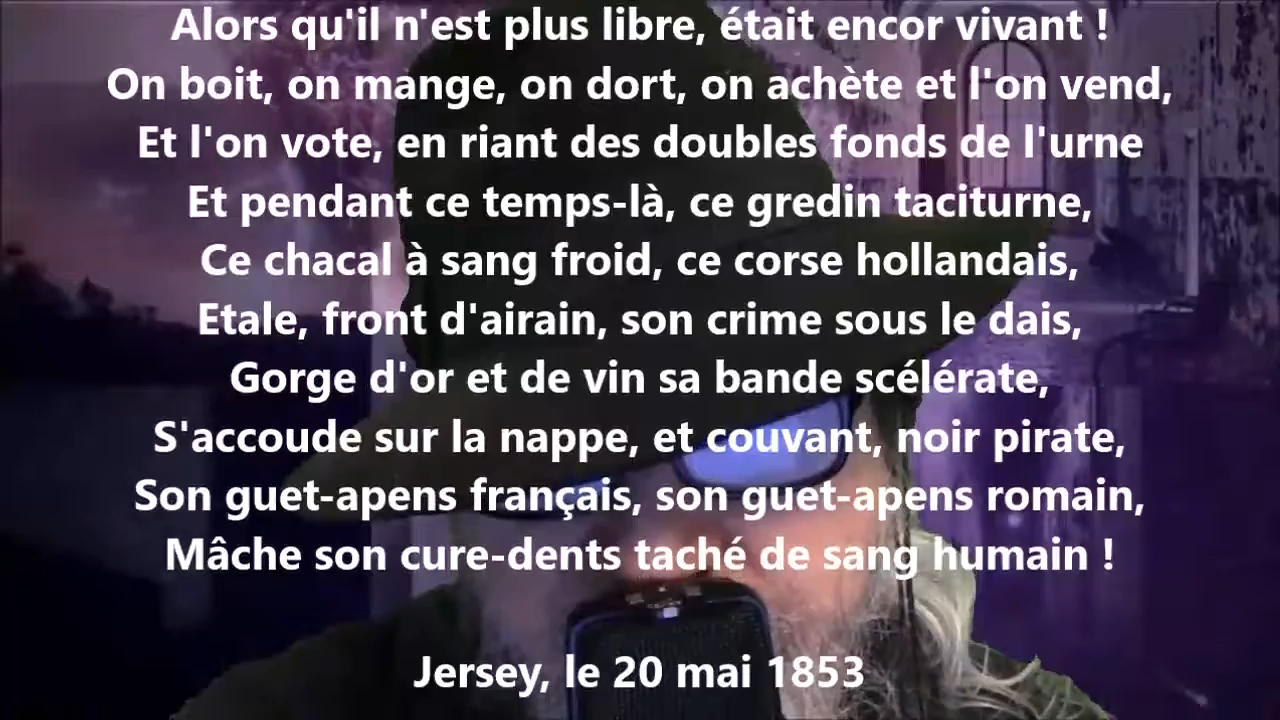 Alors qu'il n'est plus libre, était encor vivant !
On boit, on mange, on dort, on achète et l'on vend,
Et l'on vote, en riant des doubles fonds de l'urne
Et pendant ce temps-là, ce gredin taciturne,
Ce chacal à sang froid, ce corse hollandais,
Etale, front d'airain, son crime sous le dais,
Gorge d'or et de vin sa bande scélérate,
S'accoude sur la nappe, et couvant, noir pirate,
Son guet-apens français, son guet-apens romain,
Mâche son cure-dents taché de sang humain !
Jersey, le 20 mai 1853